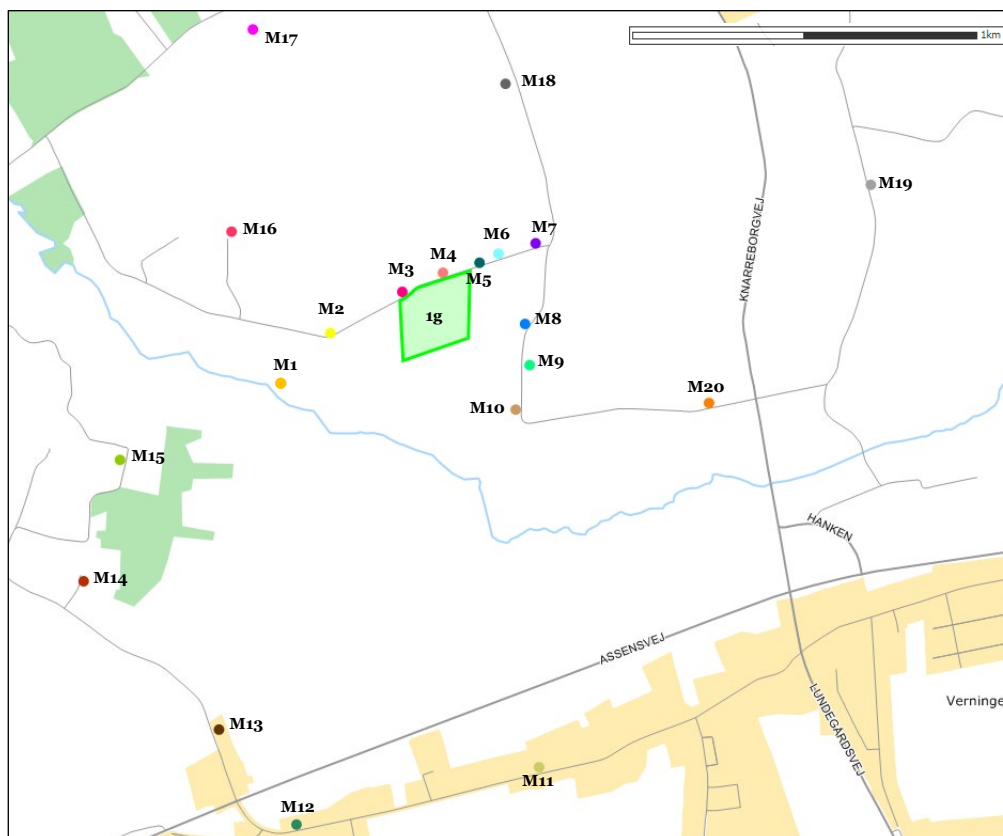 M17
1km
M18
M19
KNARREBORGVEJ
M16
M7
M6
M4
M5
M3
M2
1g
M8
M1
M9
M20
M10
M15
HANKEN
M14
ASSENSVEJ
LUNDEGÅRDSVEJ
Verninge
M13
M11
M12